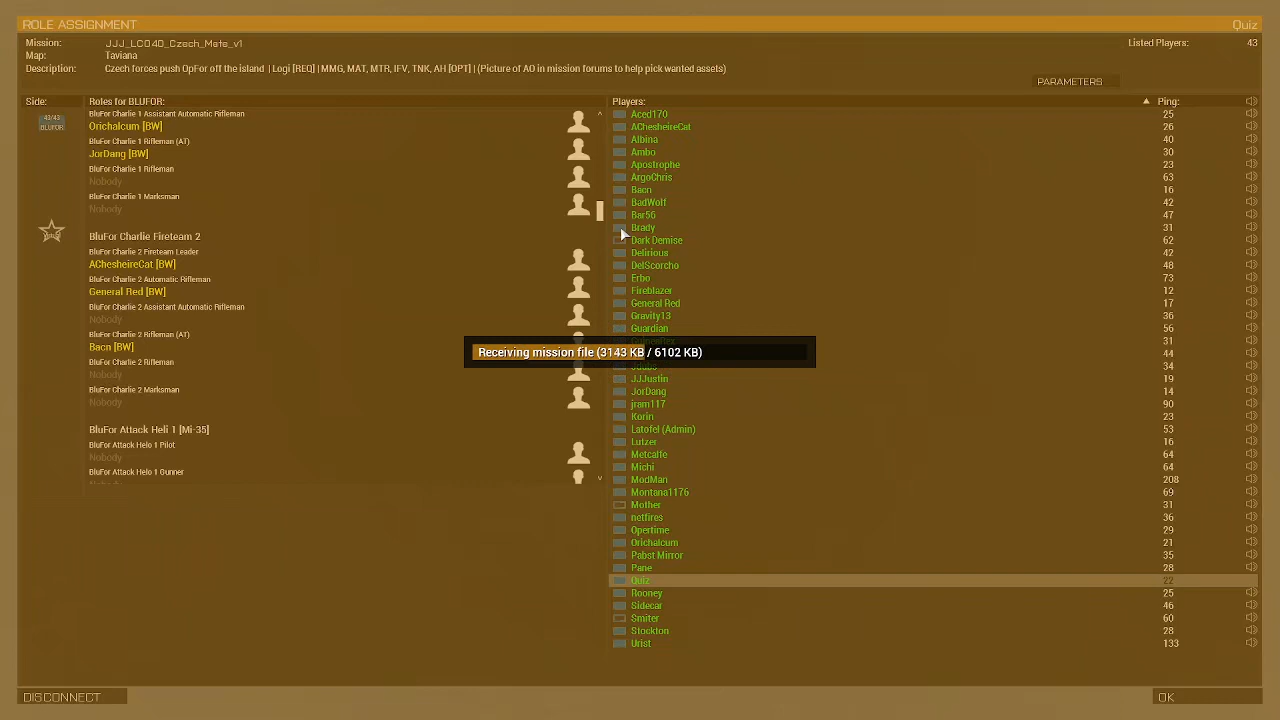 ROLE ASSIGNMENT
Quiz
Mission: JJJ_LCO40_Czech_Mate_v1
Listed Players: 43
Map: Taviana
Description: Czech forces push OpFor off the island | Logi [REQ] | MMG, MAT, MTR, IFV, TNK, AH [OPT] | (Picture of AO in mission forums to help pick wanted assets)
PARAMETERS
Side:
43/43
BLUFOR
Roles for BLUFOR:
BluFor Charlie 1 Assistant Automatic Rifleman
Orichalcum [BW]
BluFor Charlie 1 Rifleman (AT)
JorDang [BW]
BluFor Charlie 1 Rifleman
Nobody
BluFor Charlie 1 Marksman
Nobody
BluFor Charlie Fireteam 2
BluFor Charlie 2 Fireteam Leader
AChesheireCat [BW]
BluFor Charlie 2 Automatic Rifleman
General Red [BW]
BluFor Charlie 2 Assistant Automatic Rifleman
Nobody
BluFor Charlie 2 Rifleman (AT)
Bacn [BW]
BluFor Charlie 2 Rifleman
Nobody
BluFor Charlie 2 Marksman
Nobody
BluFor Attack Heli 1 [Mi-35]
BluFor Attack Helo 1 Pilot
Nobody
BluFor Attack Helo 1 Gunner
Nobody
Players: Ping:
Aced170 25
AChesheireCat 26
Albina 40
Ambo 30
Apostrophe 23
ArgoChris 63
Bacn 16
BadWolf 42
Bar56 47
Brady 31
Dark Demise 62
Delirious 42
DelScorcho 48
Erbo 73
Fireblazer 12
General Red 17
Gravity13 36
Guardian 56
31
44
34
JJJustin 19
JorDang 14
jram117 90
Korin 23
Latofel (Admin) 53
Lutzer 16
Metcalfe 64
Michi 64
ModMan 208
Montana1176 69
Mother 31
netfires 36
Opertime 29
Orichalcum 21
Pabst Mirror 35
Pane 28
Quiz 22
Rooney 25
Sidecar 46
Smiter 60
Stockton 28
Urist 133
Receiving mission file (3143 KB / 6102 KB)
DISCONNECT
OK